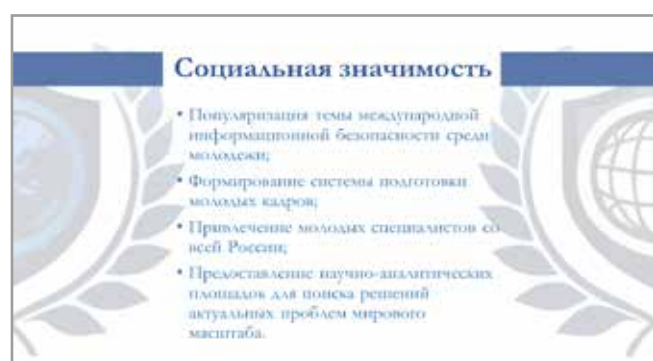 Социальная значимость
• Популяризация темы международной
информационной безопасности среди
молодежи;
• Формирование системы подготовки
молодых кадров;
• Привлечение молодых специалистов со
всей России;
• Предоставление научно-аналитических
площадок для поиска решений
актуальных проблем мирового
масштаба.